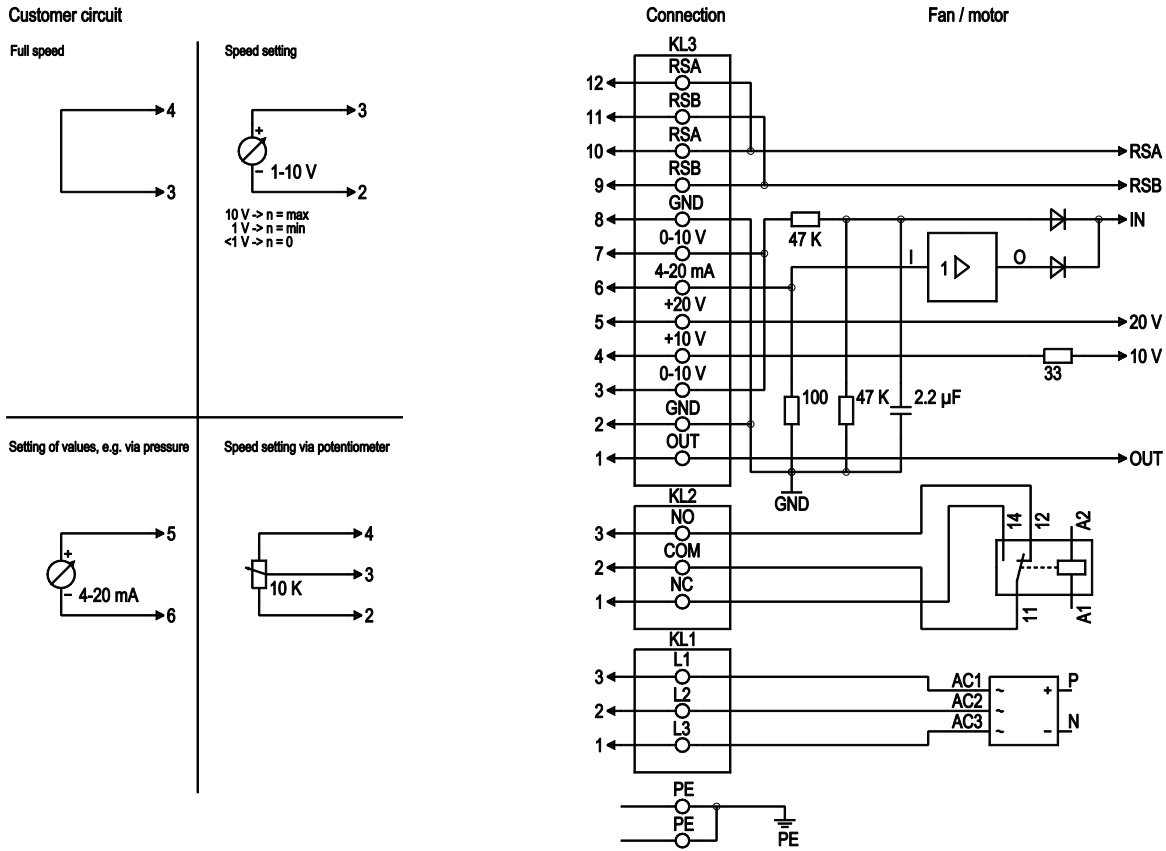 Customer circuit
Connection
Fan / motor
Full speed
4
3
Speed setting
3
+
1-10 V
−
2
10 V -> n = max
1 V -> n = min
<1 V -> n = 0
Setting of values, e.g. via pressure
5
+
4-20 mA
−
6
Speed setting via potentiometer
4
3
10 K
2
KL3
12
RSA
11
RSB
10
RSA
RSA
9
RSB
RSB
8
GND
47 K
IN
7
0-10 V
I
1
O
6
4-20 mA
5
+20 V
20 V
4
+10 V
33
10 V
3
0-10 V
100
47 K
2.2 µF
2
GND
1
OUT
OUT
GND
KL2
3
NO
2
COM
1
NC
14
12
A2
11
A1
KL1
3
L1
AC1
~
+
P
2
L2
AC2
~
1
L3
AC3
~
−
N
PE
PE
PE